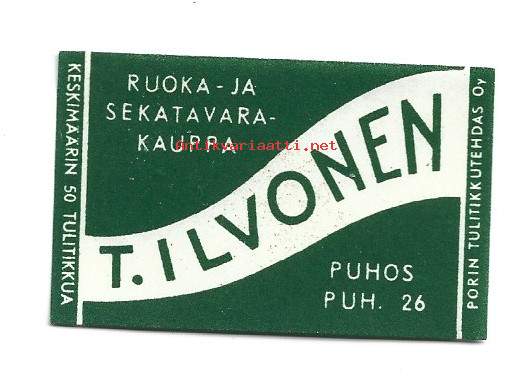 KESKIMÄÄRIN 50 TULITIKKUA
RUOKA - JA
SEKATAVARA-
KAUPPA
antikvariaatti.net
T. ILVONEN
PUHOS
PUH. 26
PORIN TULITIKKUTEHDAS Oy